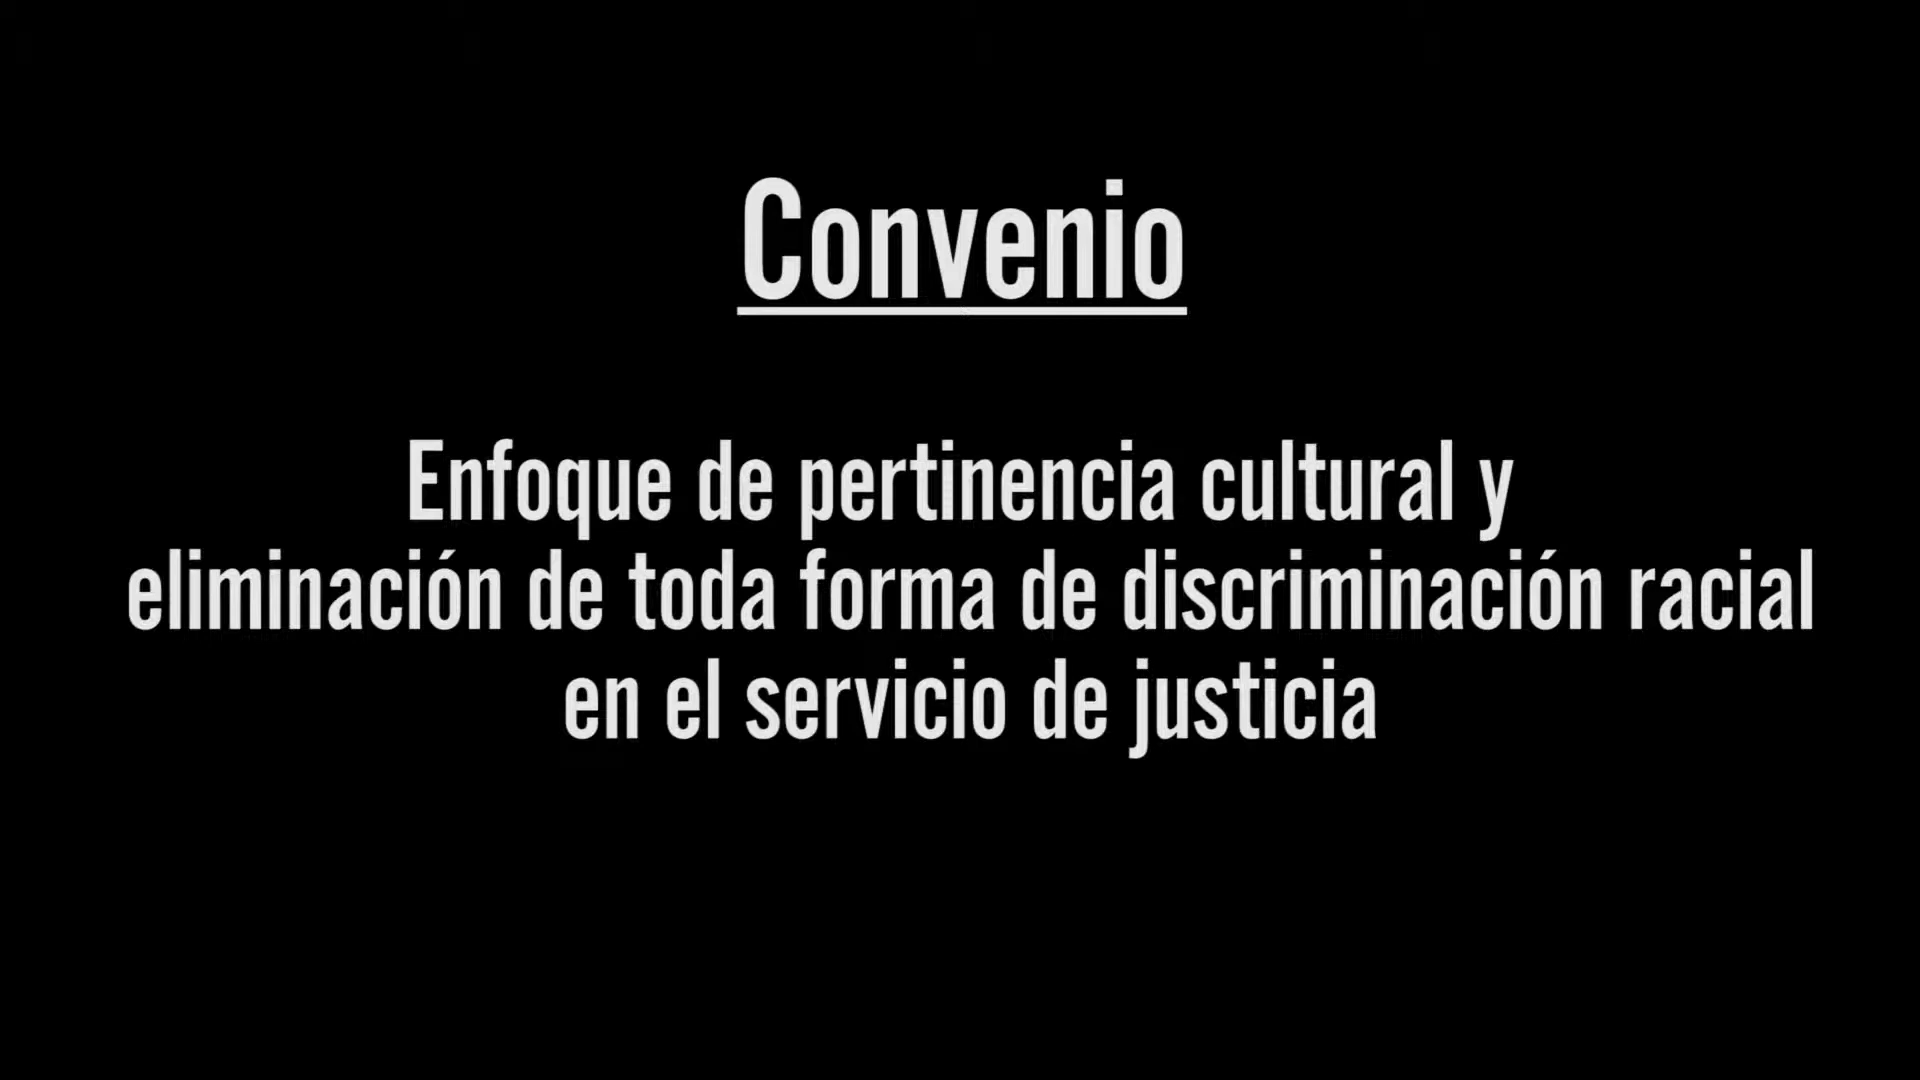 Convenio
Enfoque de pertinencia cultural y
eliminación de toda forma de discriminación racial
en el servicio de justicia